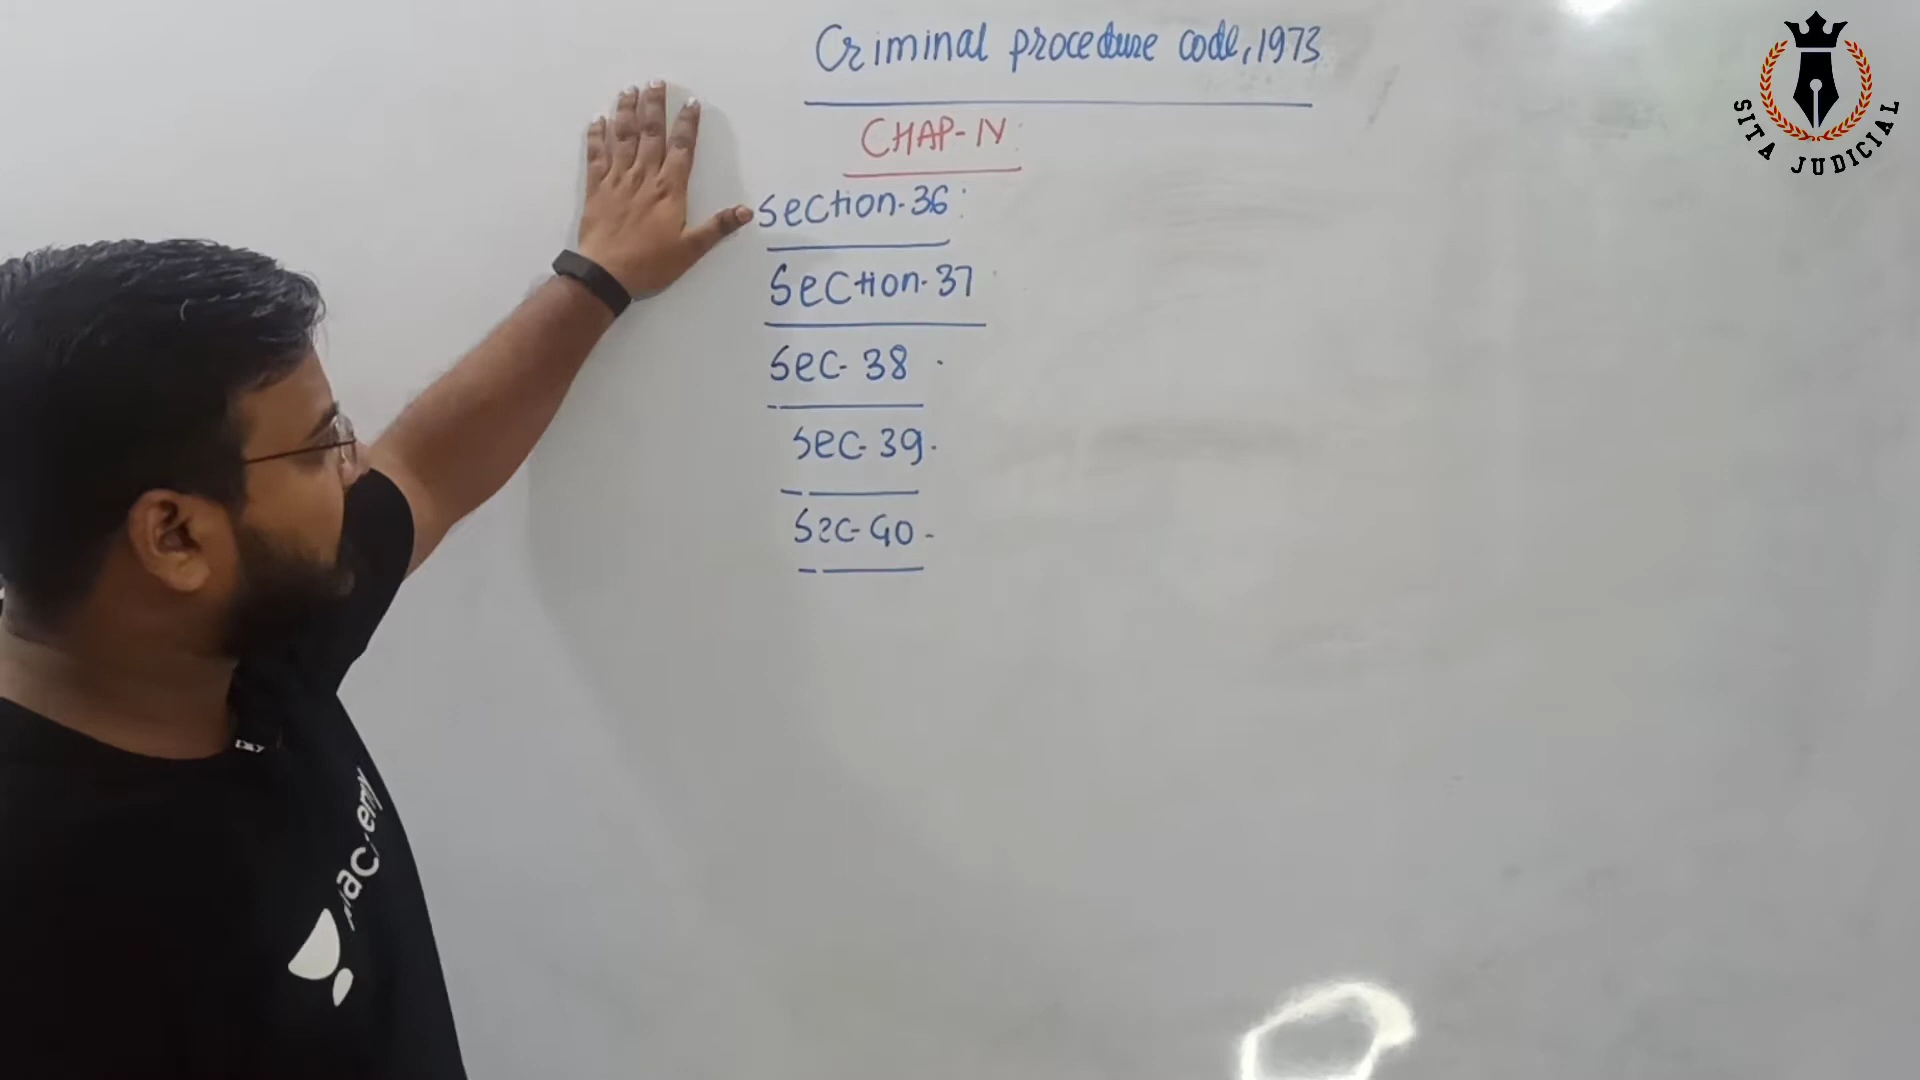 Criminal procedure code, 1973
CHAP-IV
Section-36:
Section-37
Sec-38
Sec-39.
Sec-40-
SITA JUDICIAL